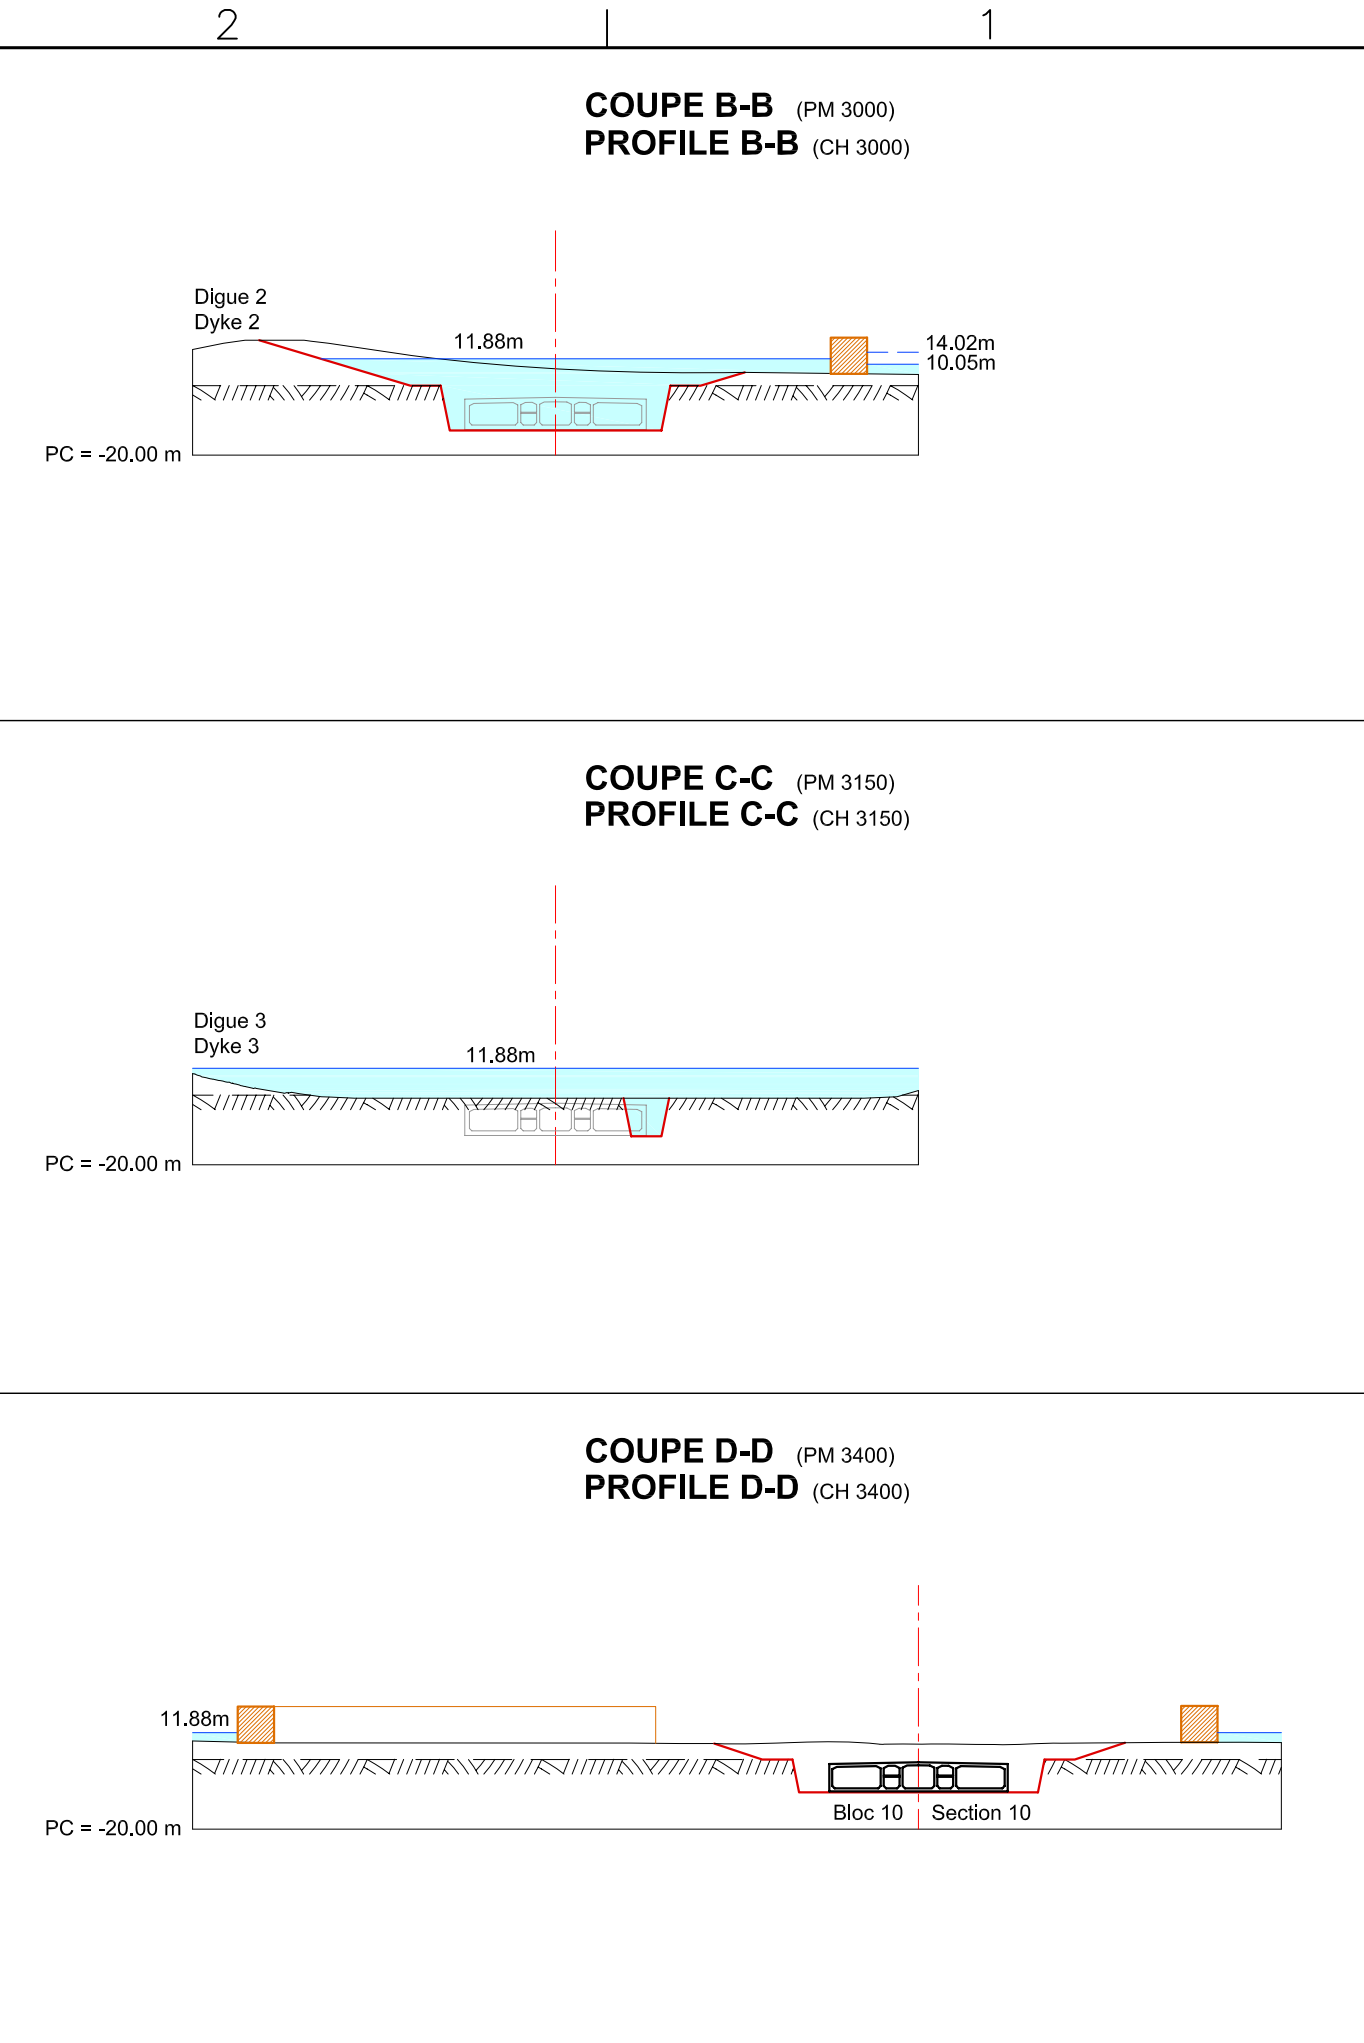 2
1
COUPE B-B (PM 3000)
PROFILE B-B (CH 3000)
Digue 2
Dyke 2
11.88m
14.02m
10.05m
PC = -20.00 m
COUPE C-C (PM 3150)
PROFILE C-C (CH 3150)
Digue 3
Dyke 3
11.88m
PC = -20.00 m
COUPE D-D (PM 3400)
PROFILE D-D (CH 3400)
11.88m
Bloc 10 Section 10
PC = -20.00 m